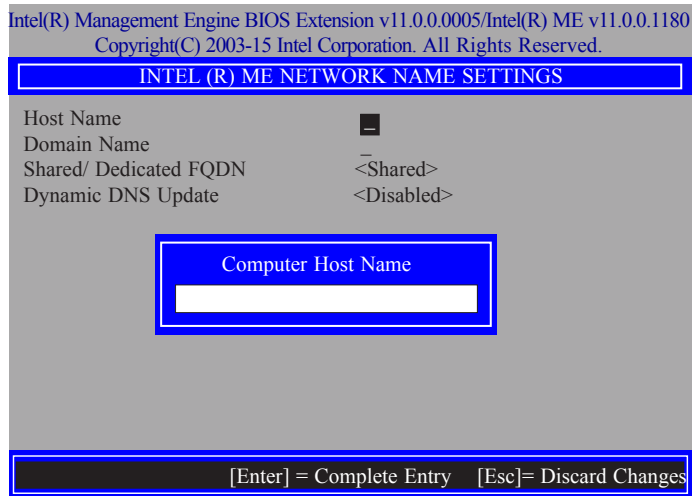 Intel(R) Management Engine BIOS Extension v11.0.0.0005/Intel(R) ME v11.0.0.1180
Copyright(C) 2003-15 Intel Corporation. All Rights Reserved.
INTEL (R) ME NETWORK NAME SETTINGS
Host Name _
Domain Name _
Shared/ Dedicated FQDN <Shared>
Dynamic DNS Update <Disabled>
Computer Host Name
[Enter] = Complete Entry [Esc]= Discard Changes